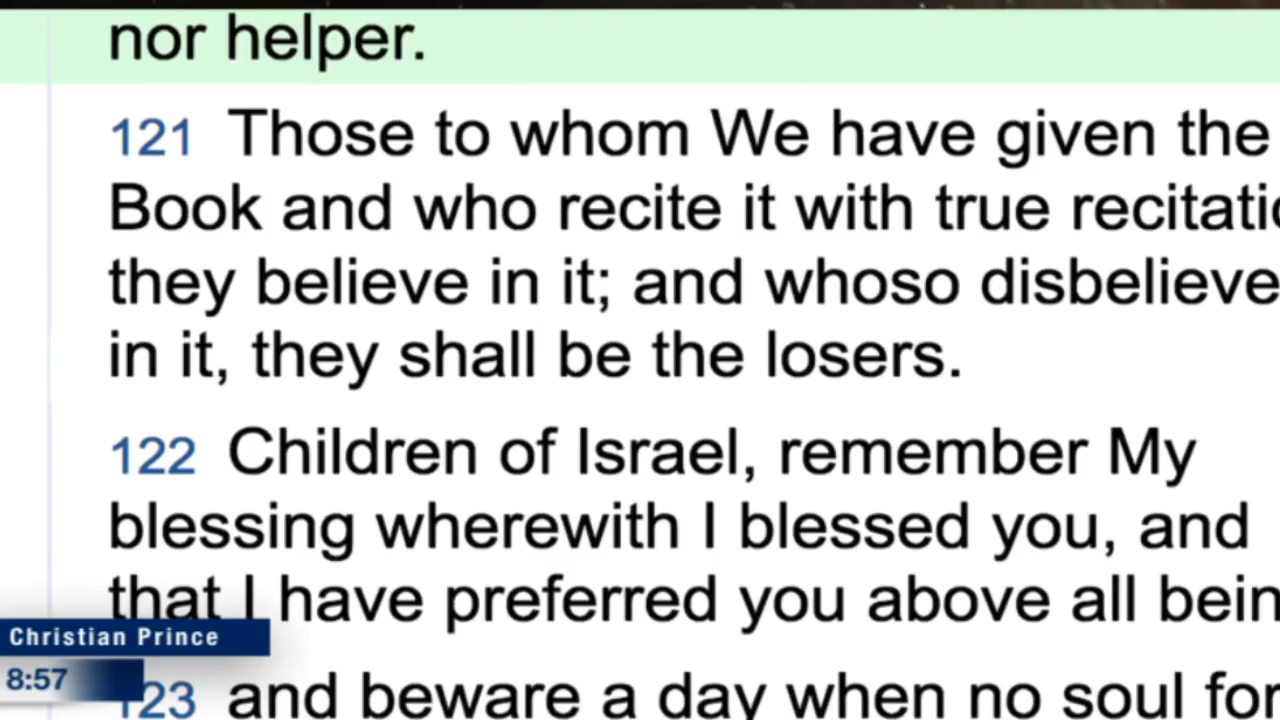 nor helper.
121 Those to whom We have given the
Book and who recite it with true
they believe in it; and whoso
in it, they shall be the losers.
122 Children of Israel, remember My
blessing wherewith I blessed you, and
that I have preferred you above all
Christian Prince
8:57
123 and beware a day when no soul for